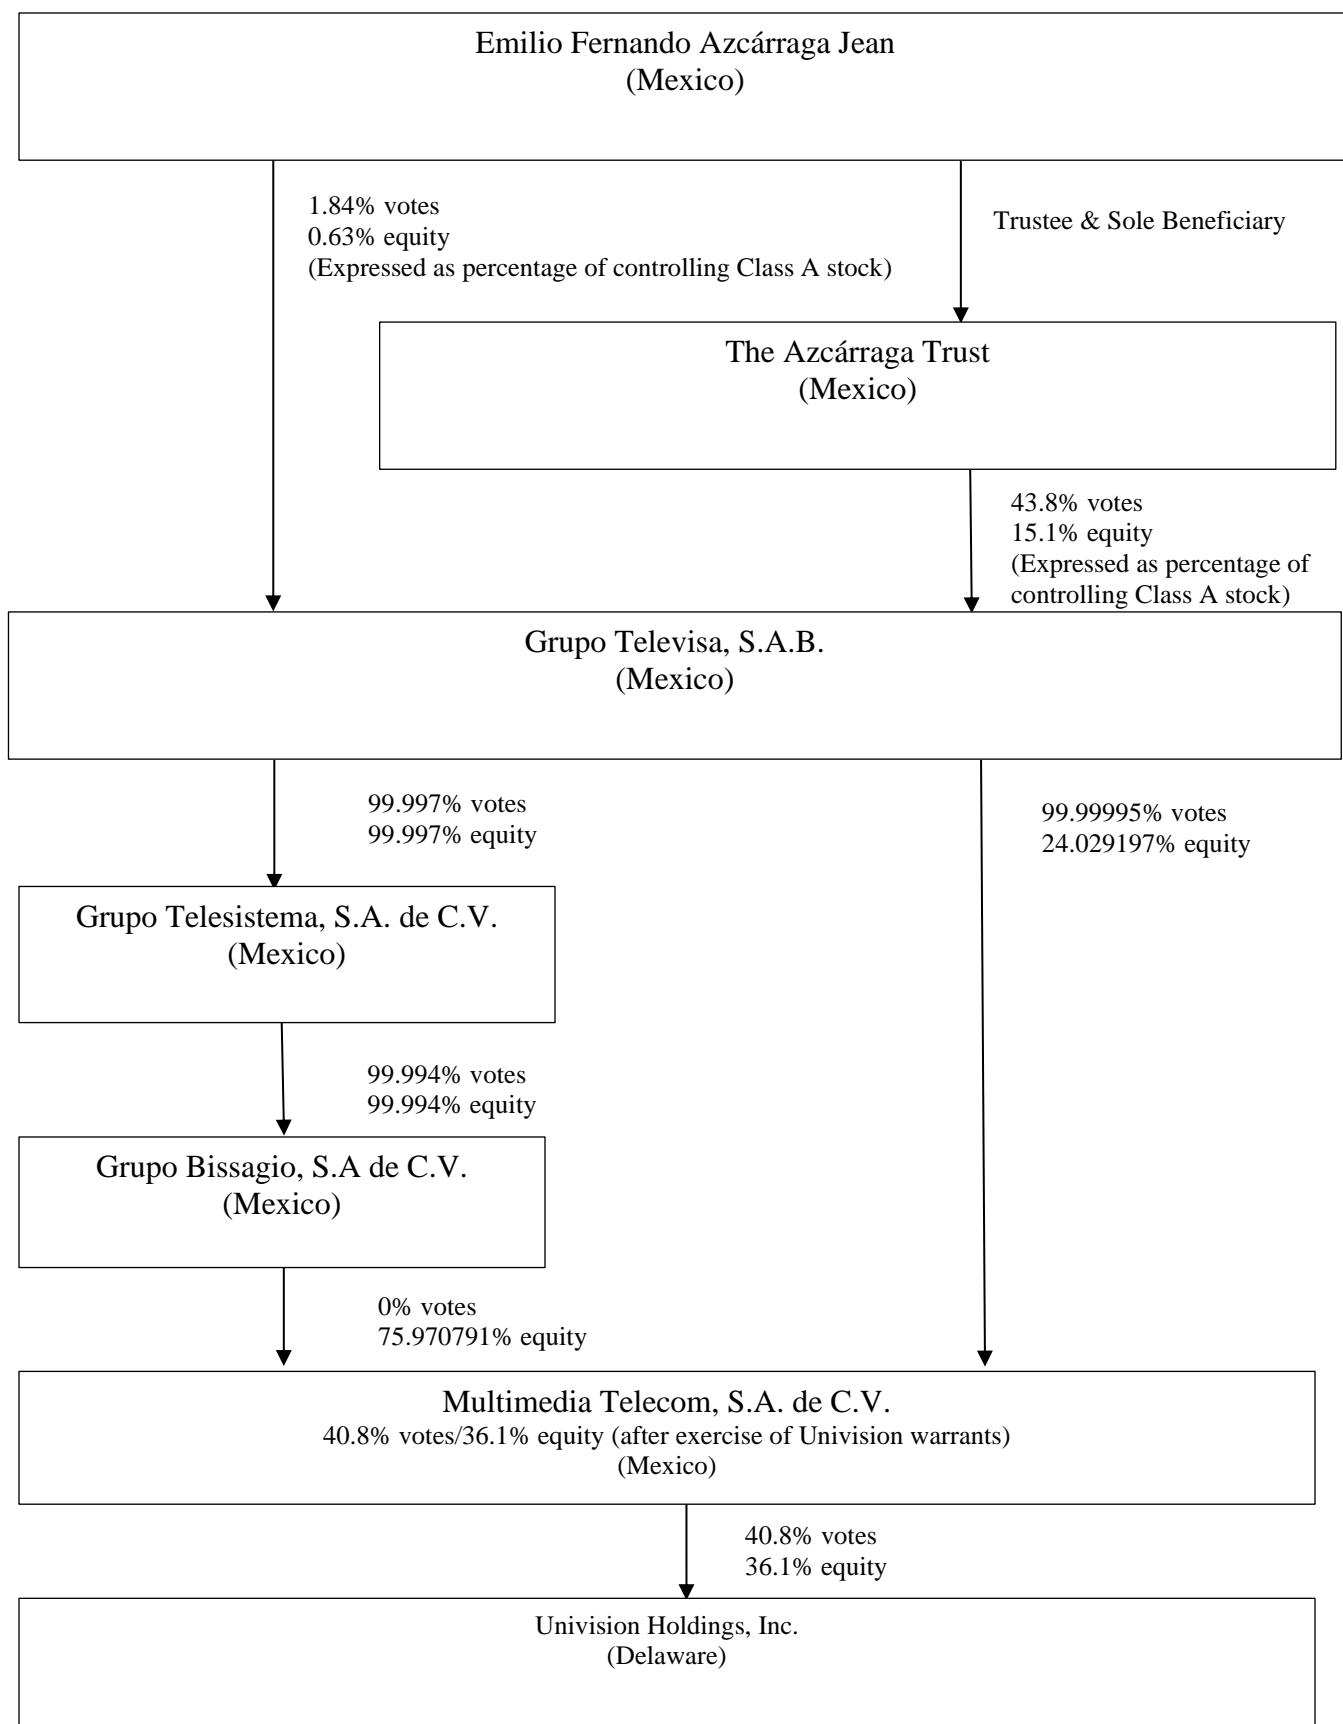 Emilio Fernando Azcárraga Jean
(Mexico)
1.84% votes
0.63% equity
(Expressed as percentage of controlling Class A stock)
Trustee & Sole Beneficiary
The Azcárraga Trust
(Mexico)
43.8% votes
15.1% equity
(Expressed as percentage of
controlling Class A stock)
Grupo Televisa, S.A.B.
(Mexico)
99.997% votes
99.997% equity
99.99995% votes
24.029197% equity
Grupo Telesistema, S.A. de C.V.
(Mexico)
99.994% votes
99.994% equity
Grupo Bissagio, S.A de C.V.
(Mexico)
0% votes
75.970791% equity
Multimedia Telecom, S.A. de C.V.
40.8% votes/36.1% equity (after exercise of Univision warrants)
(Mexico)
40.8% votes
36.1% equity
Univision Holdings, Inc.
(Delaware)